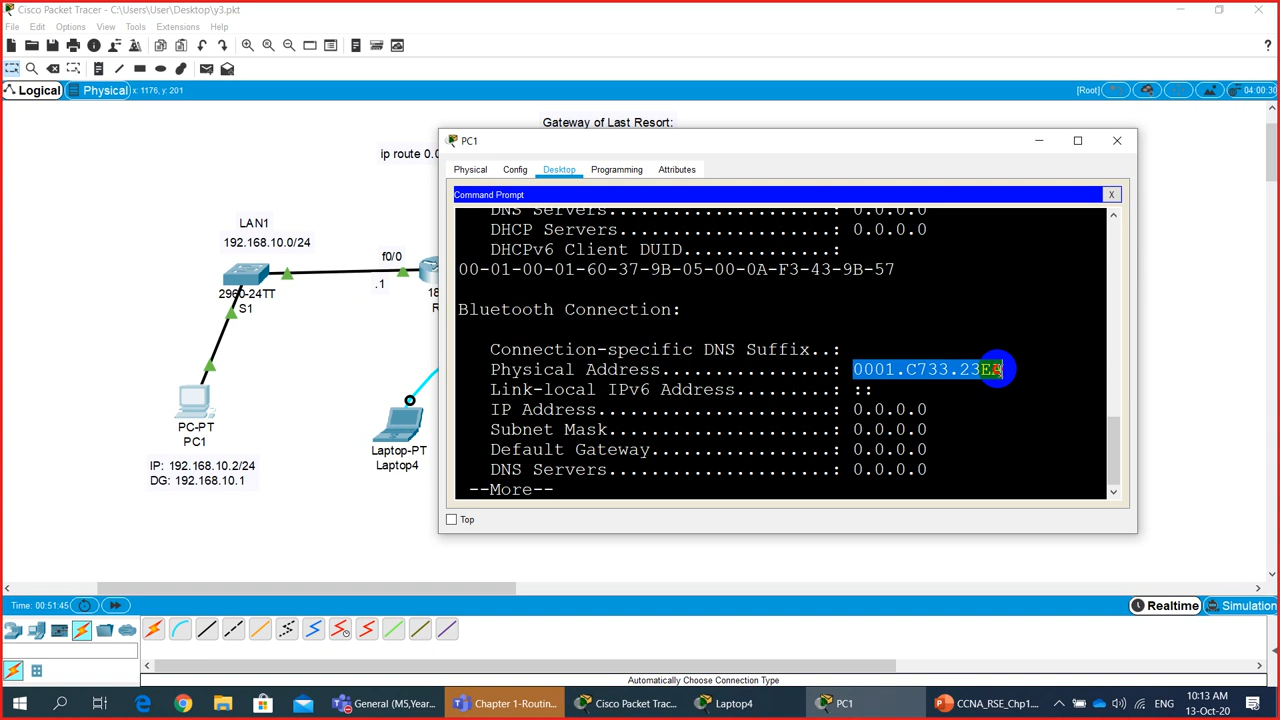 Cisco Packet Tracer - C:\Users\User\Desktop\y3.pkt
File Edit Options View Tools Extensions Help
?
Logical Physical x: 1176, y: 201 [Root] 04:00:30
Gateway of Last Resort:
ip route 0.0
LAN1
192.168.10.0/24
f0/0
.1
2960-24TT
S1
18
R
PC-PT
PC1
IP: 192.168.10.2/24
DG: 192.168.10.1
Laptop-PT
Laptop4
PC1
Physical Config Desktop Programming Attributes
Command Prompt X
DNS Servers.....................: 0.0.0.0
DHCP Servers....................: 0.0.0.0
DHCPv6 Client DUID..............:
00-01-00-01-60-37-9B-05-00-0A-F3-43-9B-57
Bluetooth Connection:
Connection-specific DNS Suffix..:
Physical Address................: 0001.C733.23EA
Link-local IPv6 Address.........: ::
IP Address......................: 0.0.0.0
Subnet Mask.....................: 0.0.0.0
Default Gateway.................: 0.0.0.0
DNS Servers.....................: 0.0.0.0
--More--
Top
Time: 00:51:45 Realtime Simulation
Automatically Choose Connection Type
General (M5,Year... Chapter 1-Routin... Cisco Packet Trac... Laptop4 PC1 CCNA_RSE_Chp1...
10:13 AM
13-Oct-20